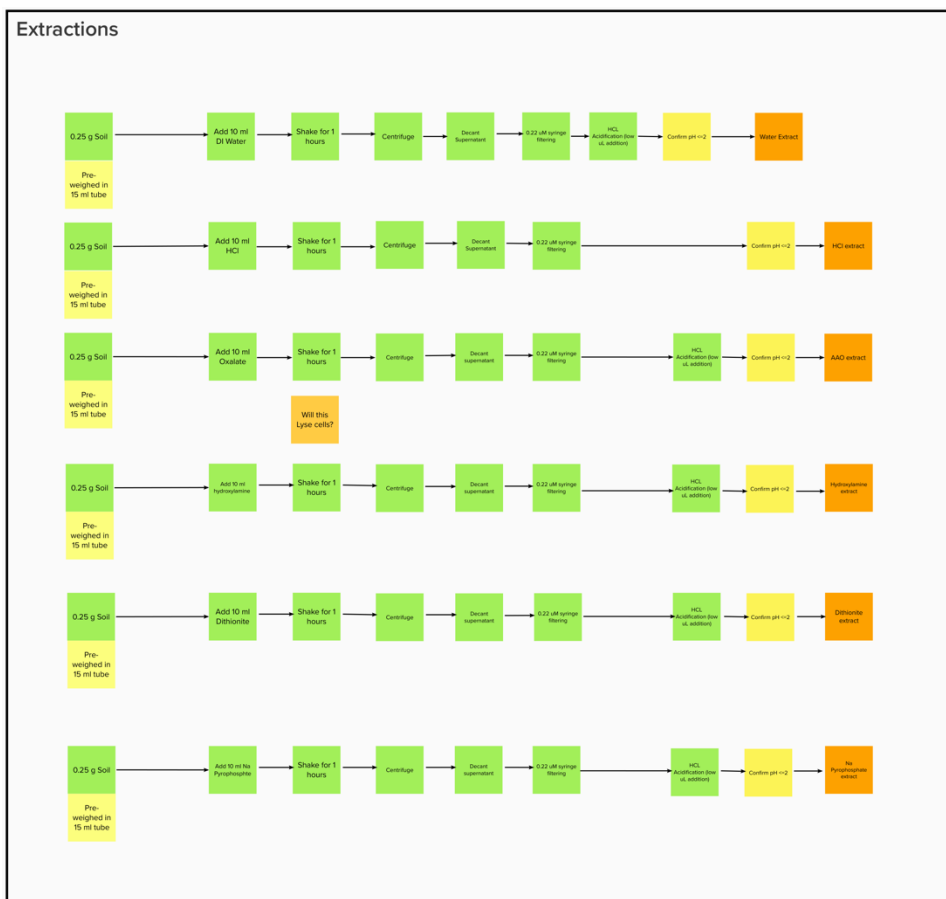 Extractions
0.25 g Soil
Add 10 ml
DI Water
Shake for 1
hours
Centrifuge
Decant
Supernatant
0.22 uM syringe
filtering
HCL
Acidification (low
uL addition)
Confirm pH <=2
Water Extract
Pre-
weighed in
15 ml tube
0.25 g Soil
Add 10 ml
HCl
Shake for 1
hours
Centrifuge
Decant
Supernatant
0.22 uM syringe
filtering
Confirm pH <=2
HCl extract
Pre-
weighed in
15 ml tube
0.25 g Soil
Add 10 ml
Oxalate
Shake for 1
hours
Centrifuge
Decant
supernatant
0.22 uM syringe
filtering
HCL
Acidification (low
uL addition)
Confirm pH <=2
AAO extract
Pre-
weighed in
15 ml tube
Will this
Lyse cells?
0.25 g Soil
Add 10 ml
hydroxylemine
Shake for 1
hours
Centrifuge
Decant
supernatant
0.22 uM syringe
filtering
HCL
Acidification (low
uL addition)
Confirm pH <=2
Hydroxylemine
extract
Pre-
weighed in
15 ml tube
0.25 g Soil
Add 10 ml
Dithionite
Shake for 1
hours
Centrifuge
Decant
supernatant
0.22 uM syringe
filtering
HCL
Acidification (low
uL addition)
Confirm pH <=2
Dithionite
extract
Pre-
weighed in
15 ml tube
0.25 g Soil
Add 10 ml Na
Pyrophosphte
Shake for 1
hours
Centrifuge
Decant
supernatant
0.22 uM syringe
filtering
HCL
Acidification (low
uL addition)
Confirm pH <=2
Na
Pyrophosphate
extract
Pre-
weighed in
15 ml tube